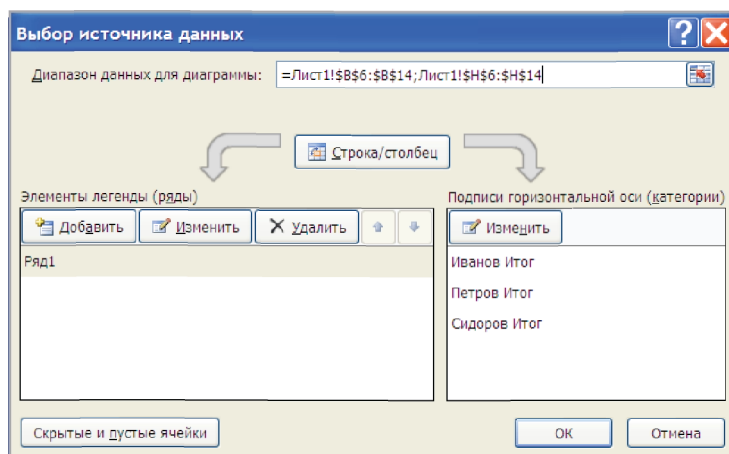 Выбор источника данных
Диапазон данных для диаграммы: =Лист1!$B$6:$B$14;Лист1!$H$6:$H$14
Строка/столбец
Элементы легенды (ряды)
Добавить Изменить Удалить
Ряд1
Подписи горизонтальной оси (категории)
Изменить
Иванов Итог
Петров Итог
Сидоров Итог
Скрытые и пустые ячейки
ОК Отмена